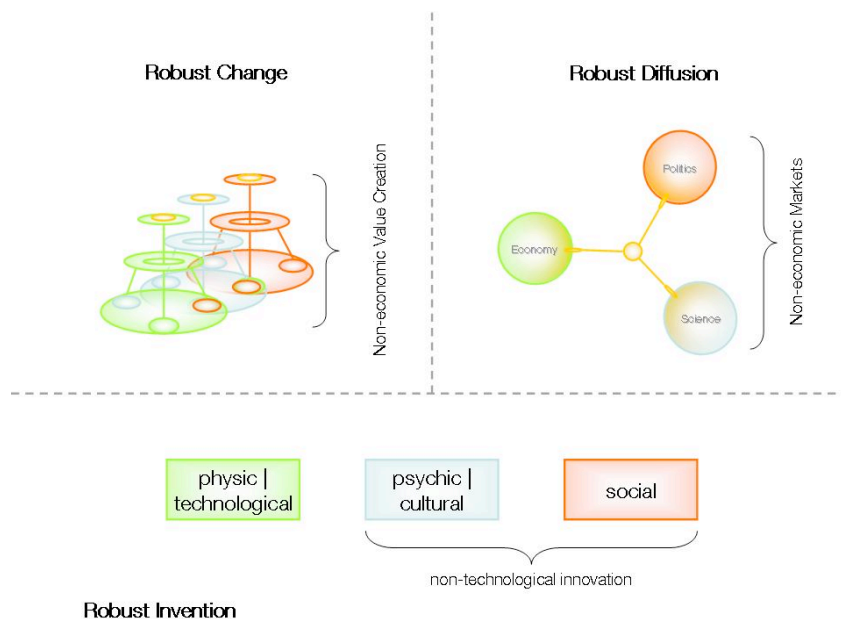 Robust Change
Robust Diffusion
Non-economic Value Creation
Politics
Economy
Science
Non-economic Markets
physic |
technological
psychic |
cultural
social
non-technological innovation
Robust Invention